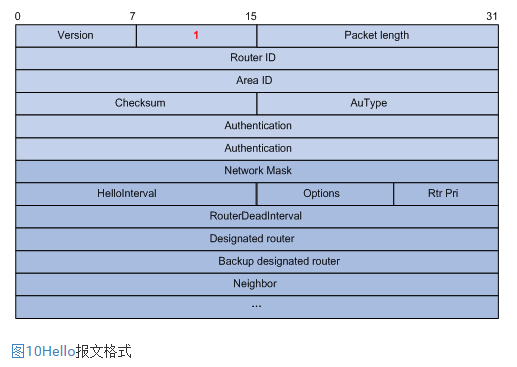 0 7 15 31
Version 1 Packet length
Router ID
Area ID
Checksum AuType
Authentication
Authentication
Network Mask
HelloInterval Options Rtr Pri
RouterDeadInterval
Designated router
Backup designated router
Neighbor
...
图10Hello报文格式